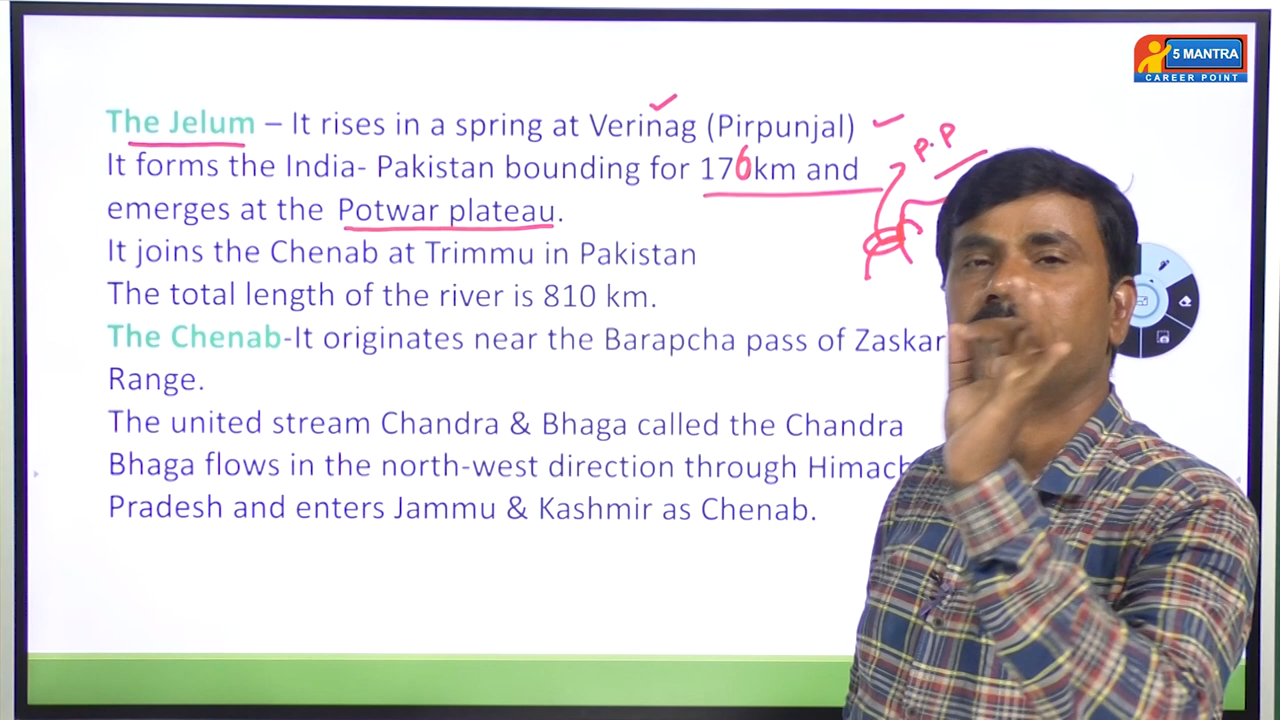 5 MANTRA
CAREER POINT
The Jelum – It rises in a spring at Verinag (Pirpunjal)
It forms the India- Pakistan bounding for 176km and
emerges at the Potwar plateau.
P.P
It joins the Chenab at Trimmu in Pakistan
The total length of the river is 810 km.
The Chenab-It originates near the Barapcha pass of Zaskar
Range.
The united stream Chandra & Bhaga called the Chandra
Bhaga flows in the north-west direction through Himach
Pradesh and enters Jammu & Kashmir as Chenab.